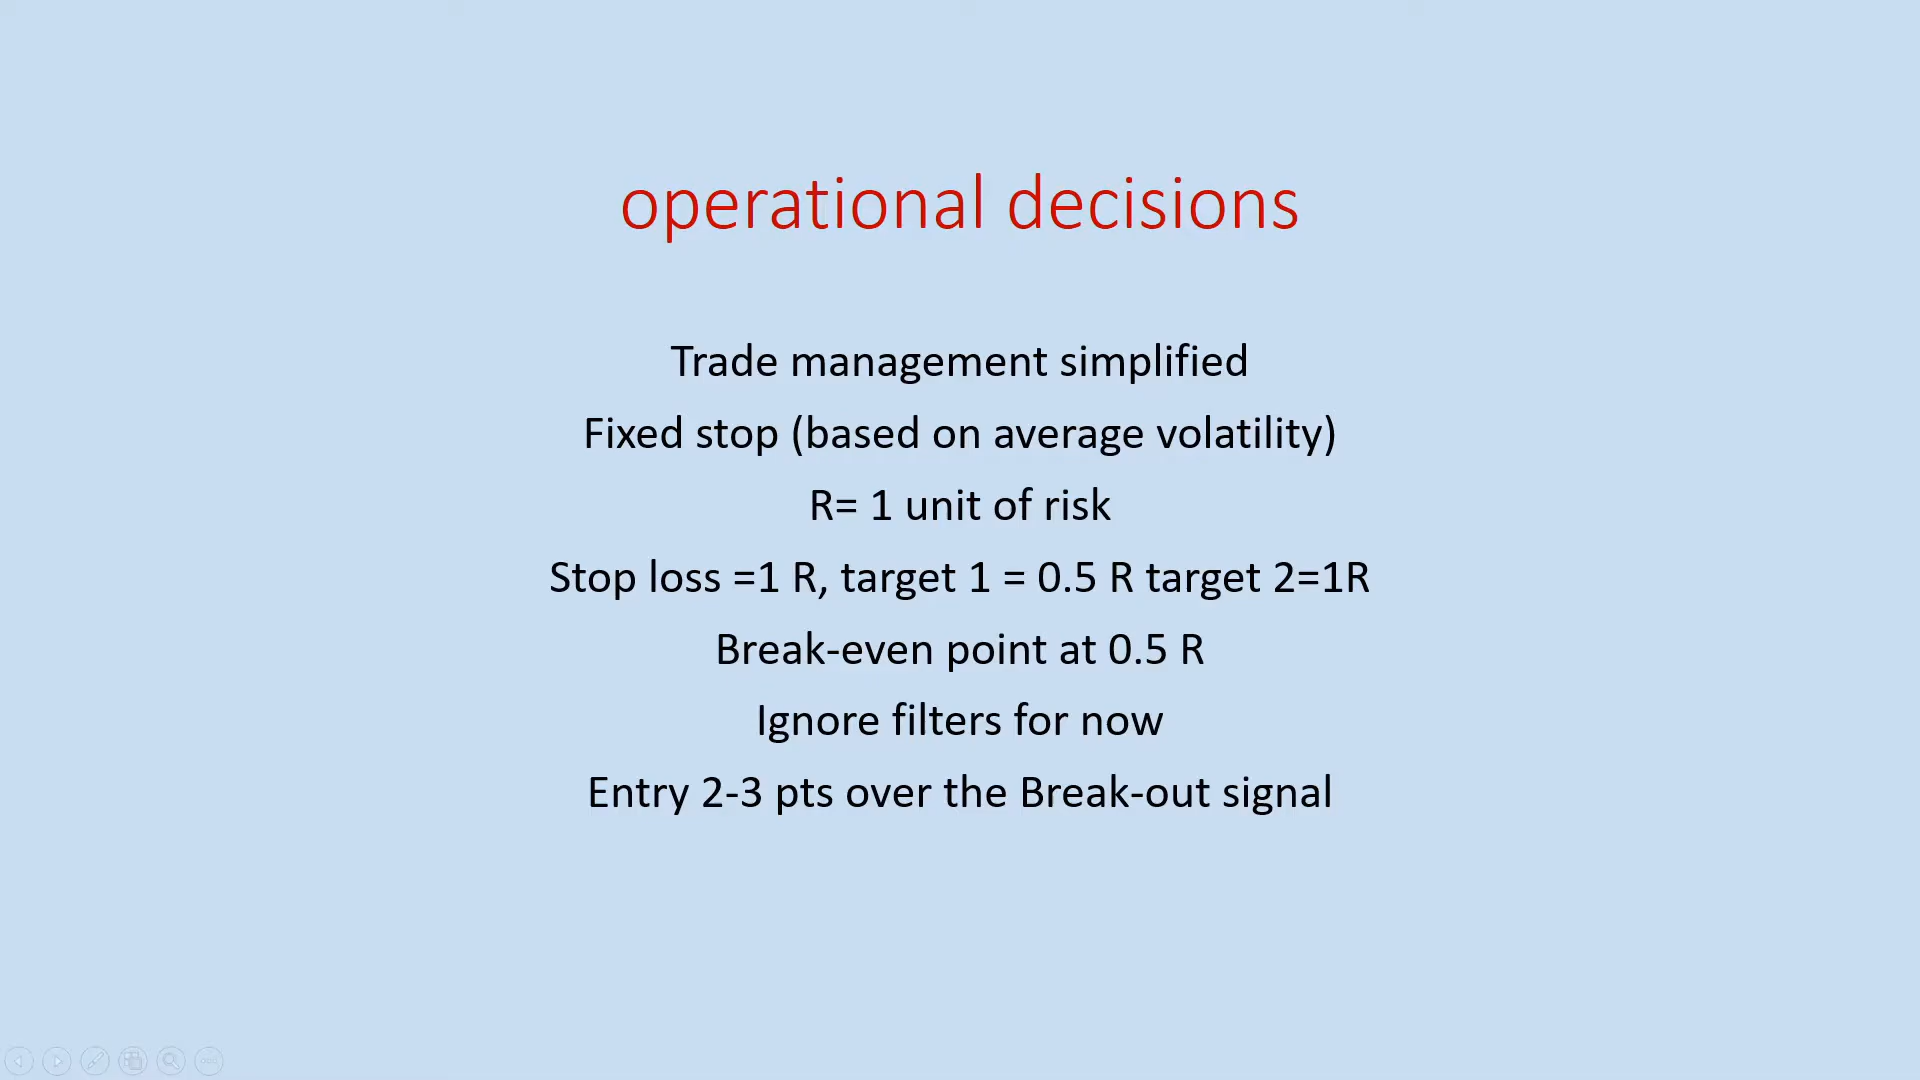 operational decisions
Trade management simplified
Fixed stop (based on average volatility)
R= 1 unit of risk
Stop loss =1 R, target 1 = 0.5 R target 2=1R
Break-even point at 0.5 R
Ignore filters for now
Entry 2-3 pts over the Break-out signal